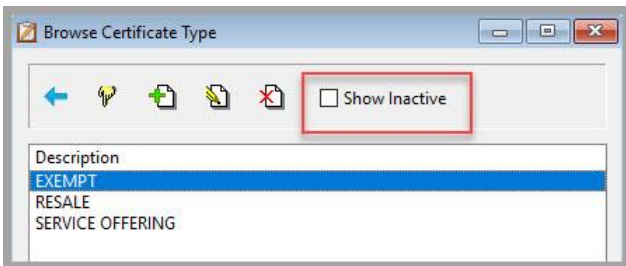 Browse Certificate Type
Show Inactive
Description
EXEMPT
RESALE
SERVICE OFFERING